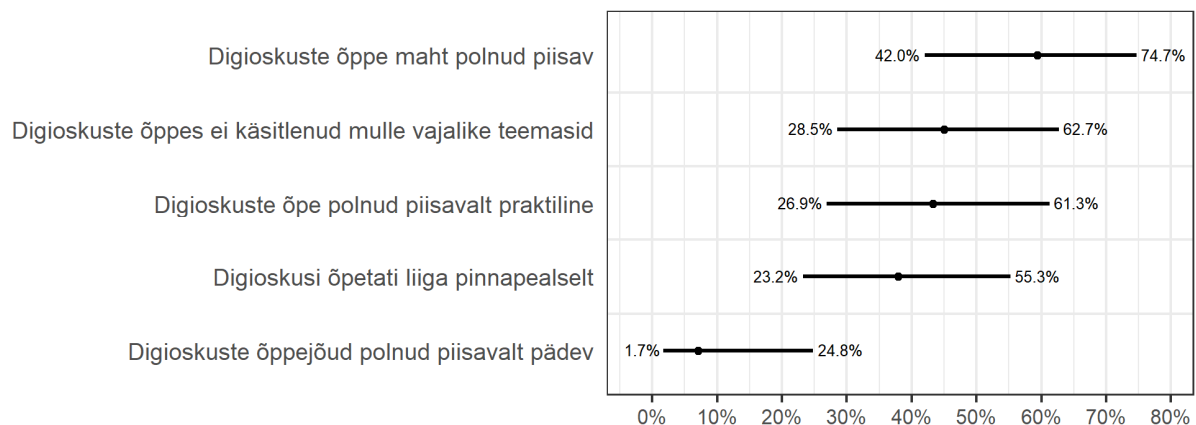 Digioskuste õppe maht polnud piisav
42.0%
74.7%
Digioskuste õppes ei käsitlenud mulle vajalike teemasid
28.5%
62.7%
Digioskuste õpe polnud piisavalt praktiline
26.9%
61.3%
Digioskusi õpetati liiga pinnapealselt
23.2%
55.3%
Digioskuste õppejõud polnud piisavalt pädev
1.7%
24.8%
0% 10% 20% 30% 40% 50% 60% 70% 80%